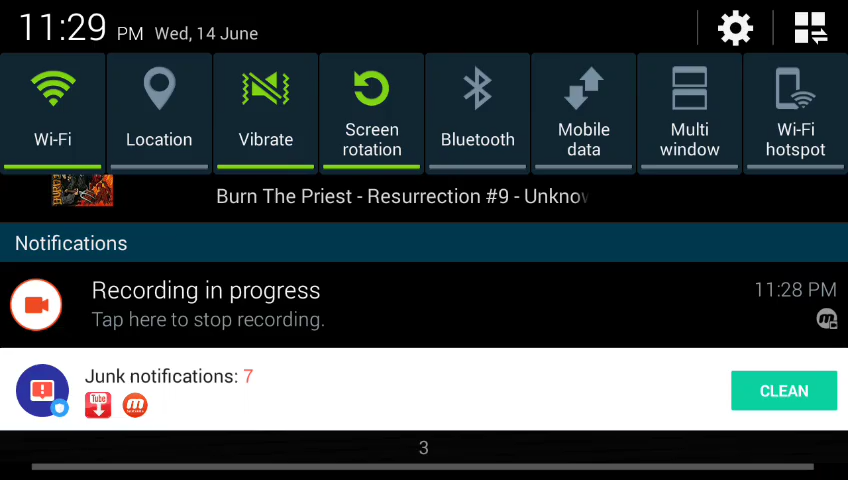 11:29 PM Wed, 14 June
Wi-Fi
Location
Vibrate
Screen
rotation
Bluetooth
Mobile
data
Multi
window
Wi-Fi
hotspot
Burn The Priest - Resurrection #9 - Unknov
Notifications
Recording in progress
11:28 PM
Tap here to stop recording.
Junk notifications: 7
Tube
CLEAN
3